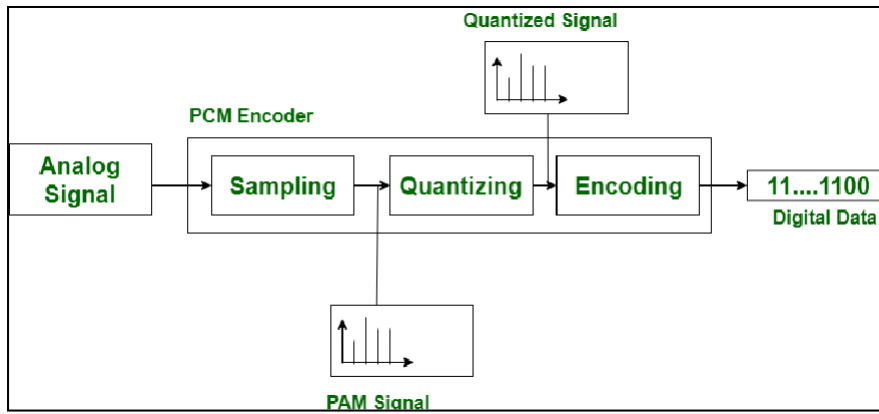 Quantized Signal
PCM Encoder
Analog
Signal
Sampling
Quantizing
Encoding
11....1100
Digital Data
PAM Signal